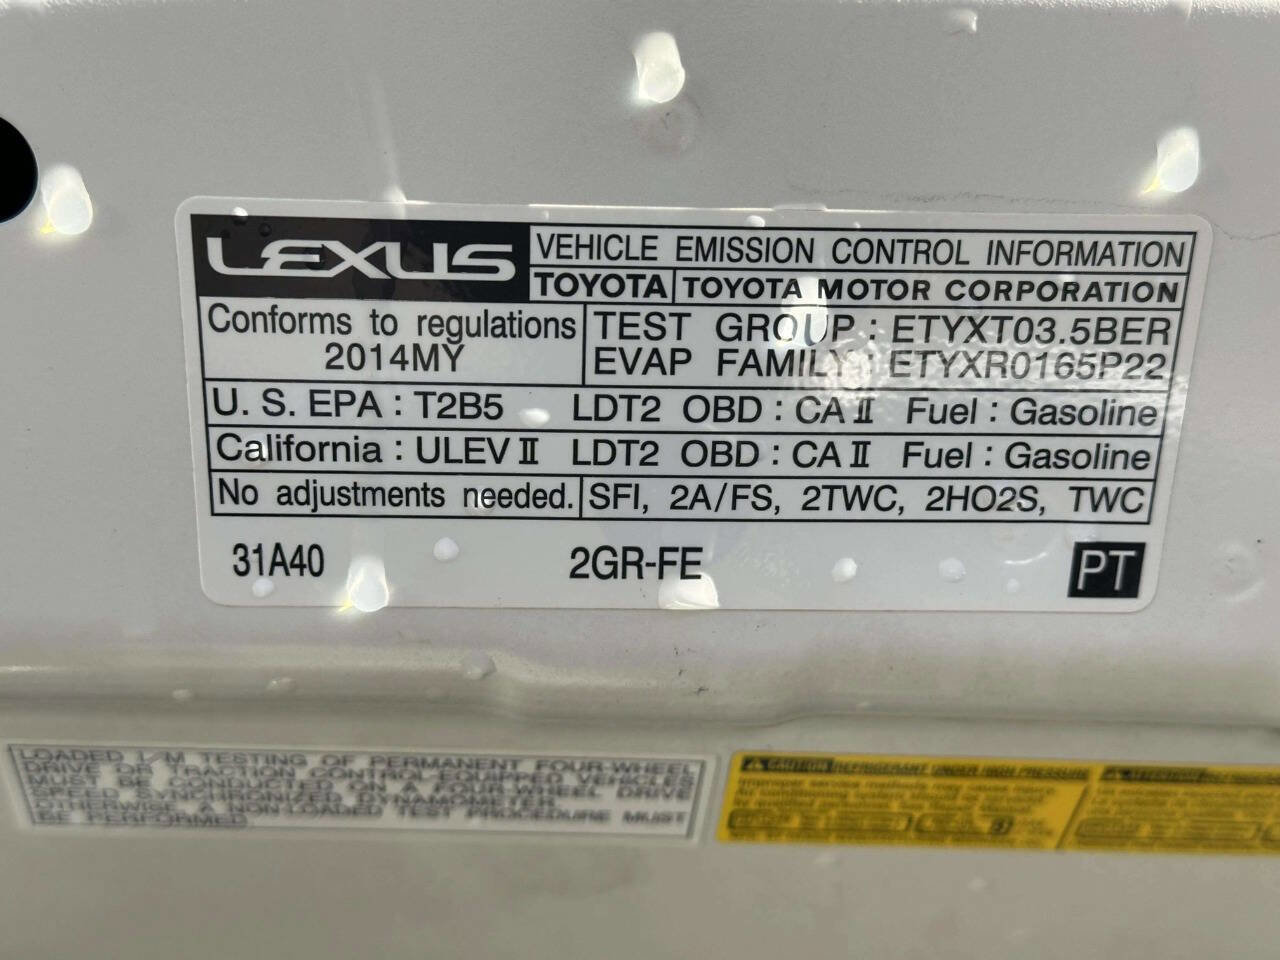 LEXUS
VEHICLE EMISSION CONTROL INFORMATION
TOYOTA TOYOTA MOTOR CORPORATION
Conforms to regulations
2014MY
TEST GROUP : ETYXT03.5BER
EVAP FAMILY : ETYXR0165P22
U. S. EPA : T2B5 LDT2 OBD : CA II Fuel : Gasoline
California : ULEV II LDT2 OBD : CA II Fuel : Gasoline
No adjustments needed. SFI, 2A/FS, 2TWC, 2HO2S, TWC
31A40 2GR-FE PT
LOADED I/M TESTING OF PERMANENT FOUR-WHEEL
DRIVE OR TRACTION CONTROL-EQUIPPED VEHICLES
MUST BE CONDUCTED ON A FOUR-WHEEL DRIVE
SPEED SYNCHRONIZED DYNAMOMETER.
OTHERWISE A NON-LOADED TEST PROCEDURE MUST
BE PERFORMED.
CAUTION REFRIGERANT UNDER HIGH PRESSURE
ATTENTION